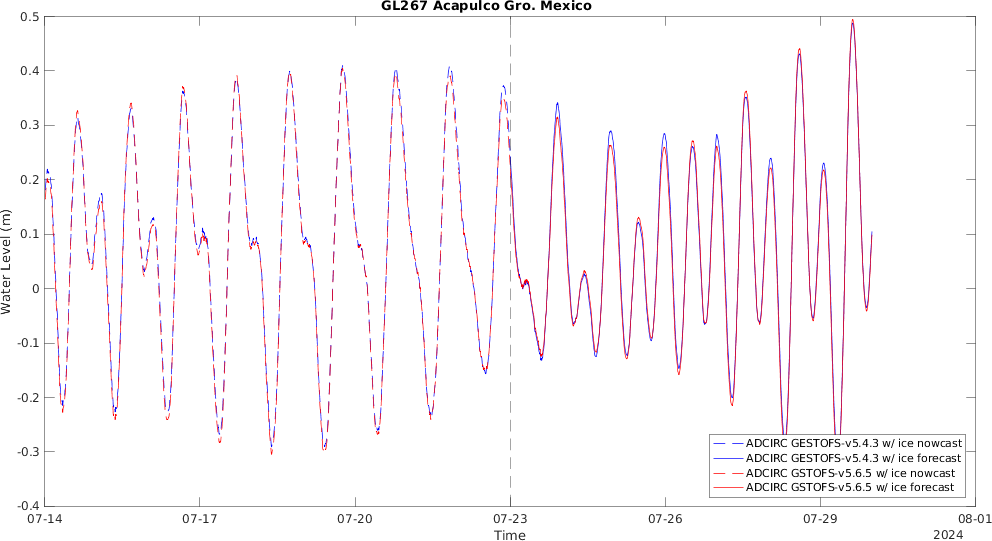 GL267 Acapulco Gro. Mexico
0.5
0.4
0.3
0.2
0.1
0
-0.1
-0.2
-0.3
-0.4
Water Level (m)
07-14
07-17
07-20
07-23
07-26
07-29
08-01
Time
2024
ADCIRC GESTOFS-v5.4.3 w/ ice nowcast
ADCIRC GESTOFS-v5.4.3 w/ ice forecast
ADCIRC GSTOFS-v5.6.5 w/ ice nowcast
ADCIRC GSTOFS-v5.6.5 w/ ice forecast